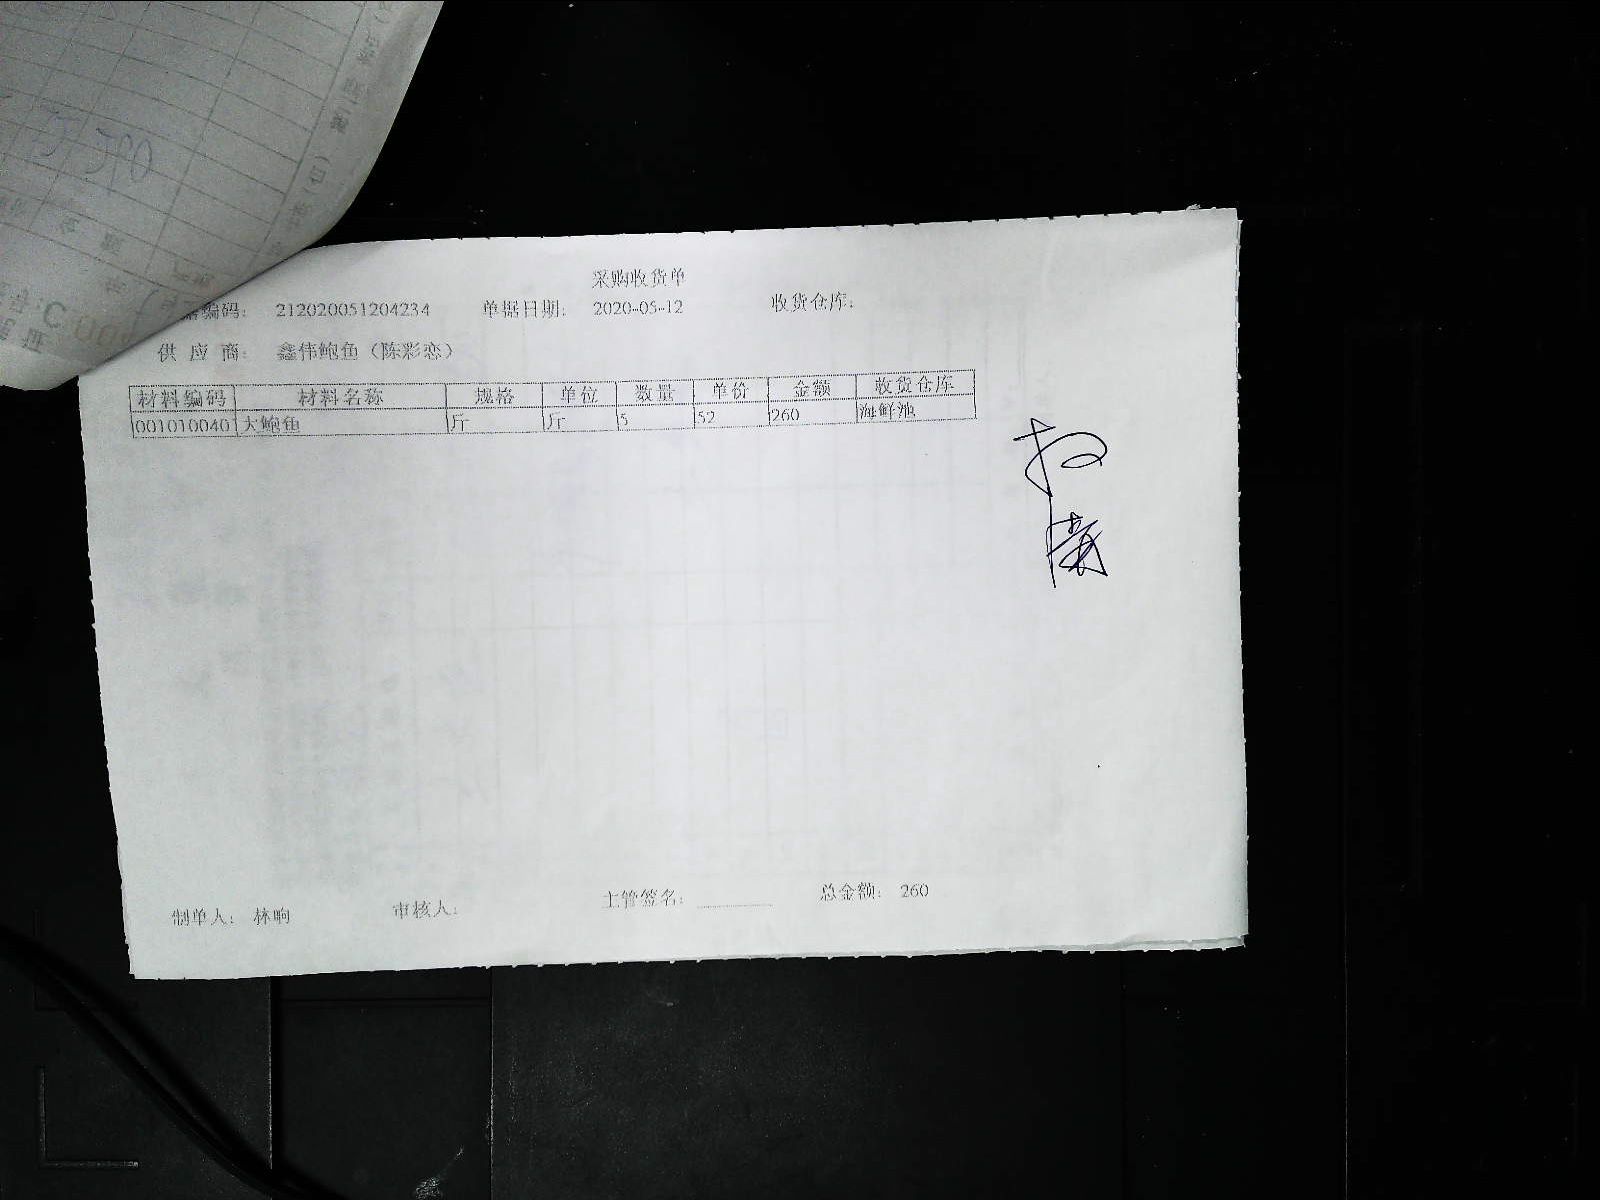 采购收货单
据编码： 212020051204234 单据日期： 2020-05-12 收货仓库：
供应商： 鑫伟鲍鱼（陈彩恋）
材料编码 材料名称 规格 单位 数量 单价 金额 收货仓库
001010040 大鲍鱼 斤 斤 5 52 260 海鲜池
制单人： 林晌 审核人： 主管签名： 总金额： 260